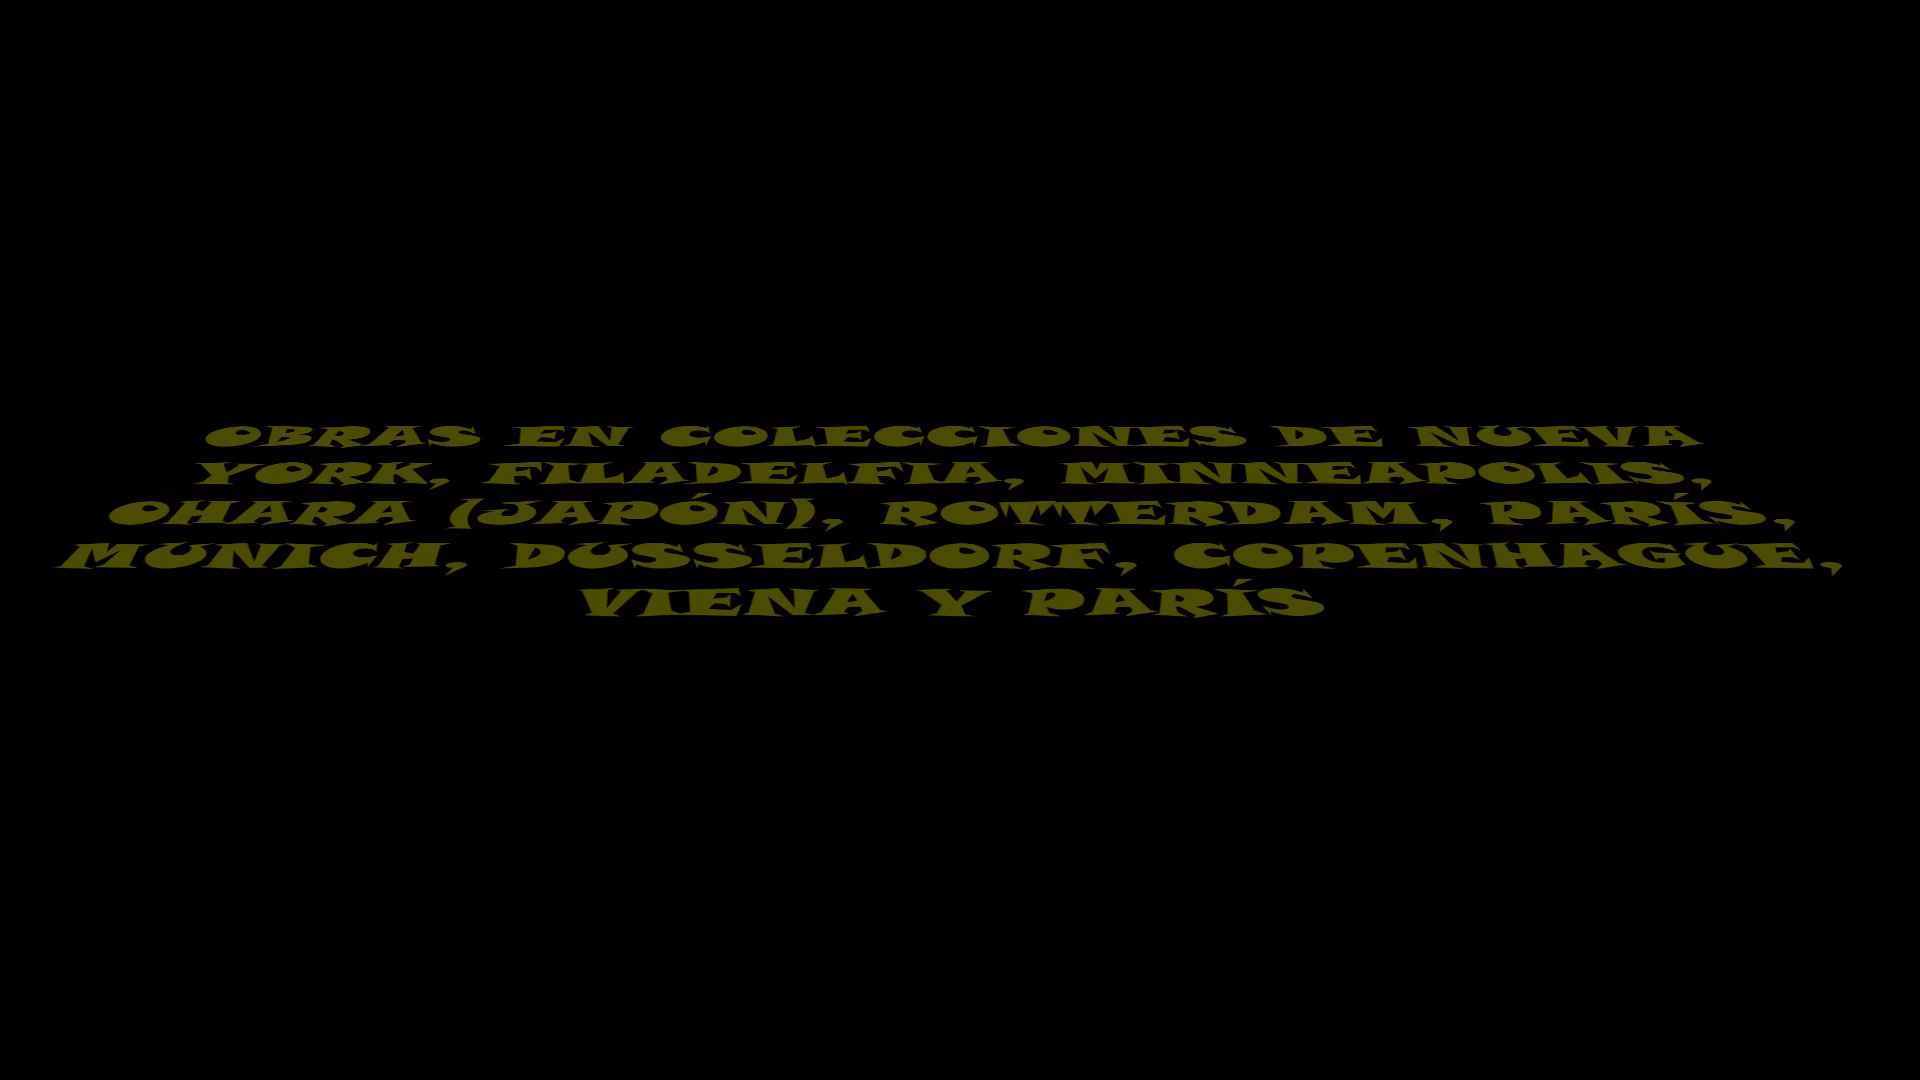 OBRAS EN COLECCIONES DE NUEVA
YORK, FILADELFIA, MINNEAPOLIS,
OHARA (JAPÓN), ROTTERDAM, PARÍS,
MUNICH, DUSSELDORF, COPENHAGUE,
VIENA Y PARÍS